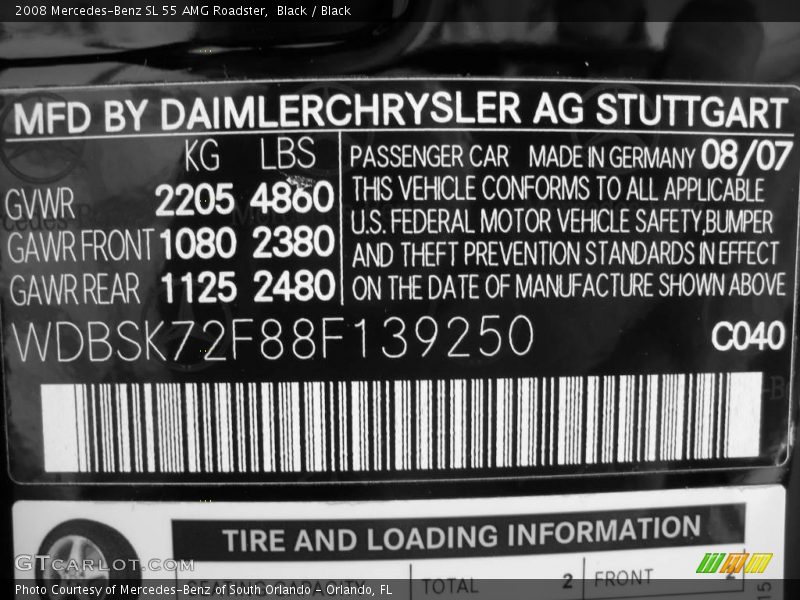 2008 Mercedes-Benz SL 55 AMG Roadster, Black / Black
MFD BY DAIMLERCHRYSLER AG STUTTGART
KG LBS
GVWR 2205 4860
GAWR FRONT 1080 2380
GAWR REAR 1125 2480
PASSENGER CAR MADE IN GERMANY 08/07
THIS VEHICLE CONFORMS TO ALL APPLICABLE
U.S. FEDERAL MOTOR VEHICLE SAFETY, BUMPER
AND THEFT PREVENTION STANDARDS IN EFFECT
ON THE DATE OF MANUFACTURE SHOWN ABOVE
WDBSK72F88F139250 C040
TIRE AND LOADING INFORMATION
SEATING CAPACITY TOTAL 2 FRONT 2
GTCarLot.com
Photo Courtesy of Mercedes-Benz of South Orlando - Orlando, FL